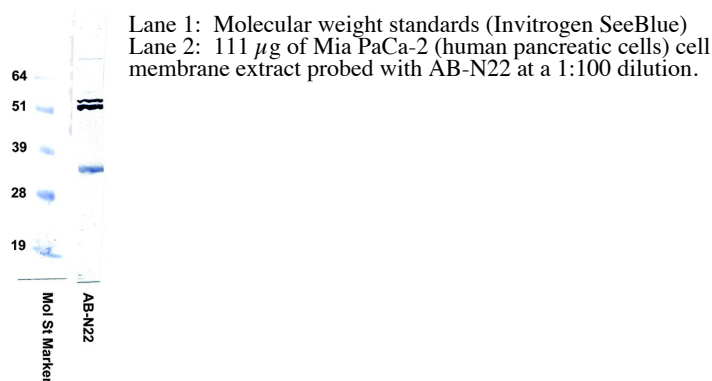 Lane 1: Molecular weight standards (Invitrogen SeeBlue)
Lane 2: 111 µg of Mia PaCa-2 (human pancreatic cells) cell
membrane extract probed with AB-N22 at a 1:100 dilution.
64
51
39
28
19
Mol St Marker
AB-N22